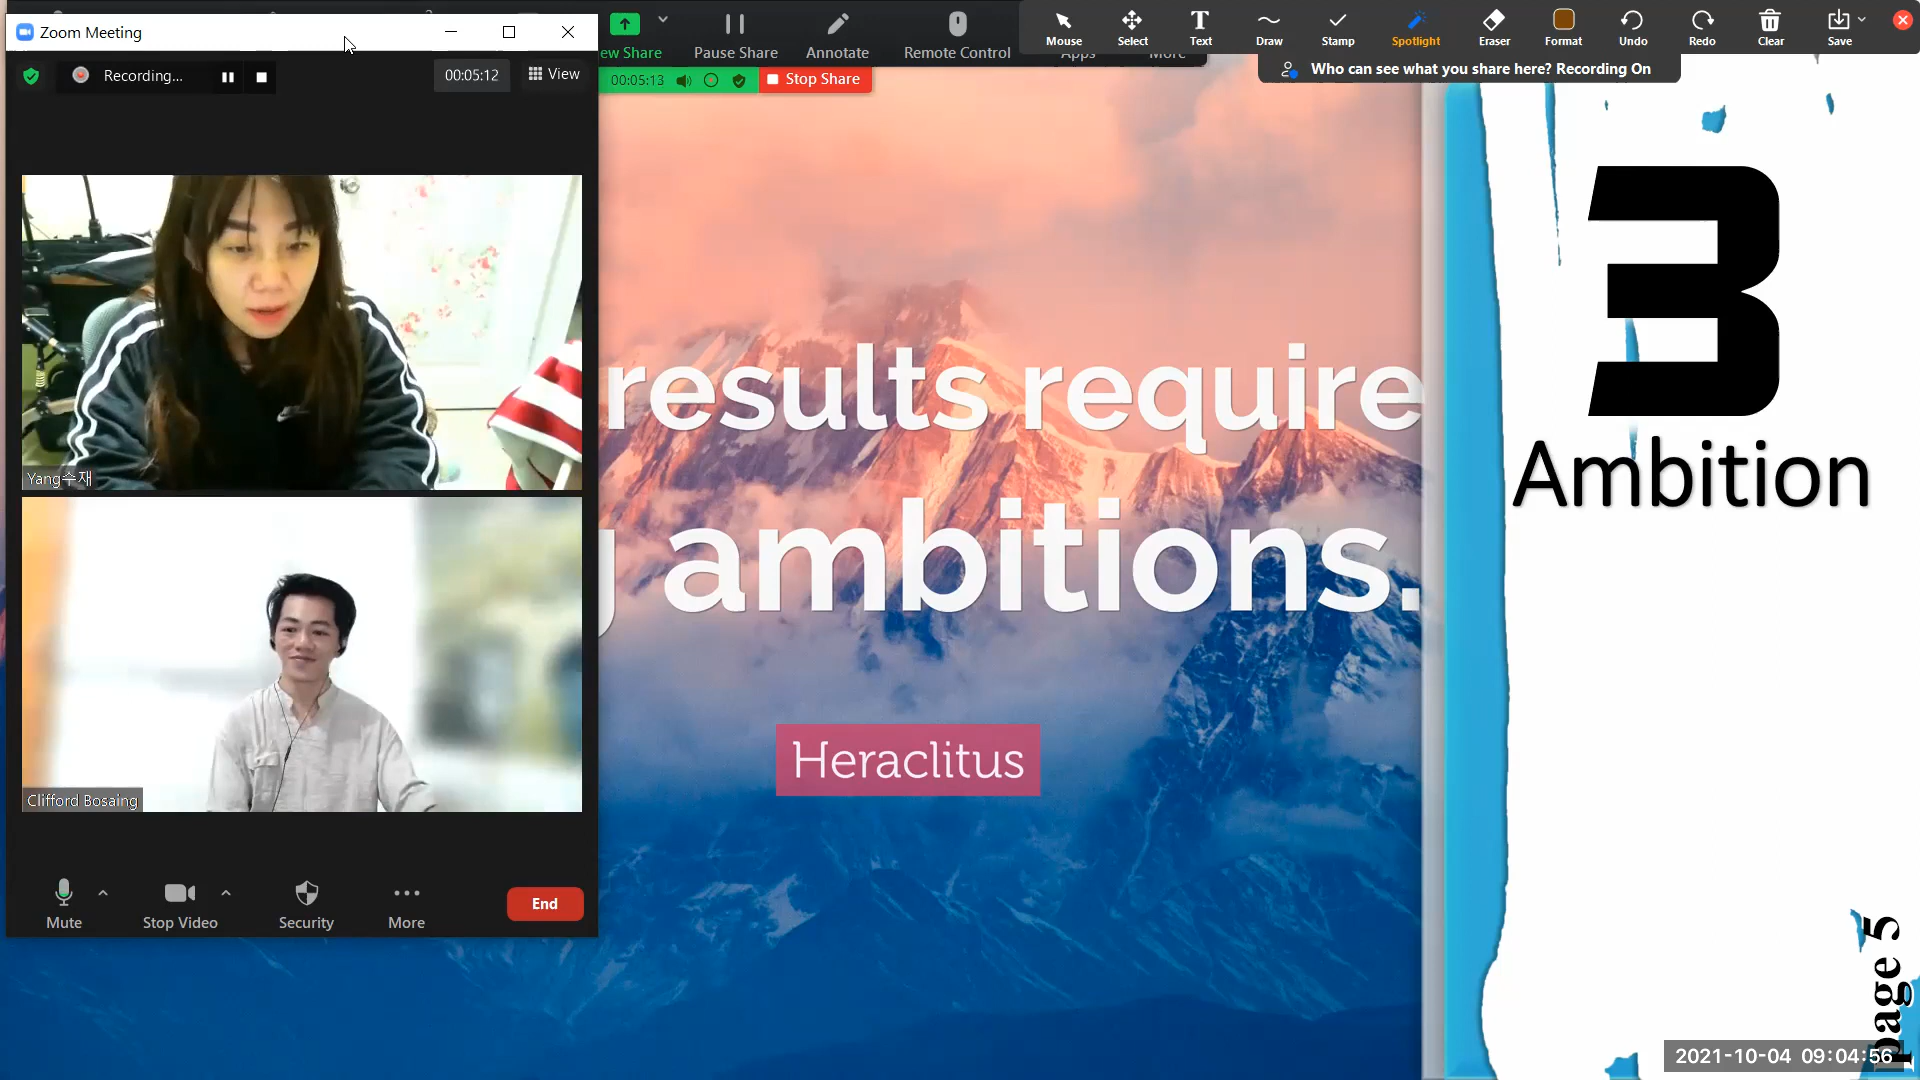 Zoom Meeting
Recording...
00:05:12
View
Yang수재
Clifford Bosaing
Mute
Stop Video
Security
More
End
ew Share
Pause Share
Annotate
Remote Control
Apps
More
00:05:13
Stop Share
Mouse
Select
Text
Draw
Stamp
Spotlight
Eraser
Format
Undo
Redo
Clear
Save
Who can see what you share here? Recording On
results require
ambitions.
Heraclitus
3
Ambition
page 5
2021-10-04 09:04:56